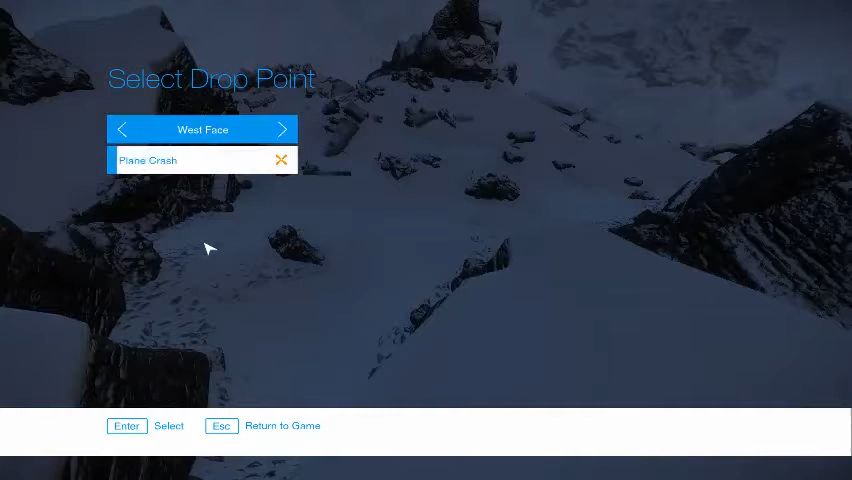 Select Drop Point
West Face
Plane Crash
Enter Select Esc Return to Game